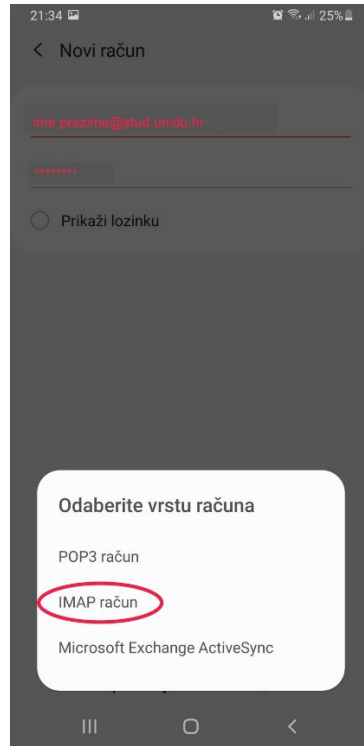 21:34 25%
Novi račun
ime.prezime@stud.unidu.hr
********
Prikaži lozinku
Odaberite vrstu računa
POP3 račun
IMAP račun
Microsoft Exchange ActiveSync